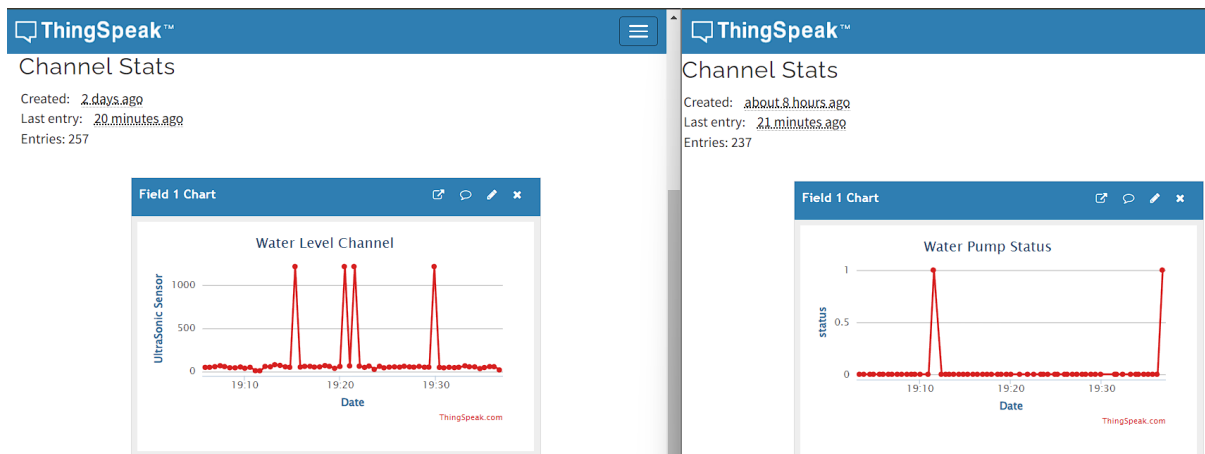 ThingSpeak™
Channel Stats
Created: 2 days ago
Last entry: 20 minutes ago
Entries: 257
Field 1 Chart
Water Level Channel
UltraSonic Sensor
1000
500
0
19:10 19:20 19:30
Date
ThingSpeak.com
ThingSpeak™
Channel Stats
Created: about 8 hours ago
Last entry: 21 minutes ago
Entries: 237
Field 1 Chart
Water Pump Status
status
1
0.5
0
19:10 19:20 19:30
Date
ThingSpeak.com